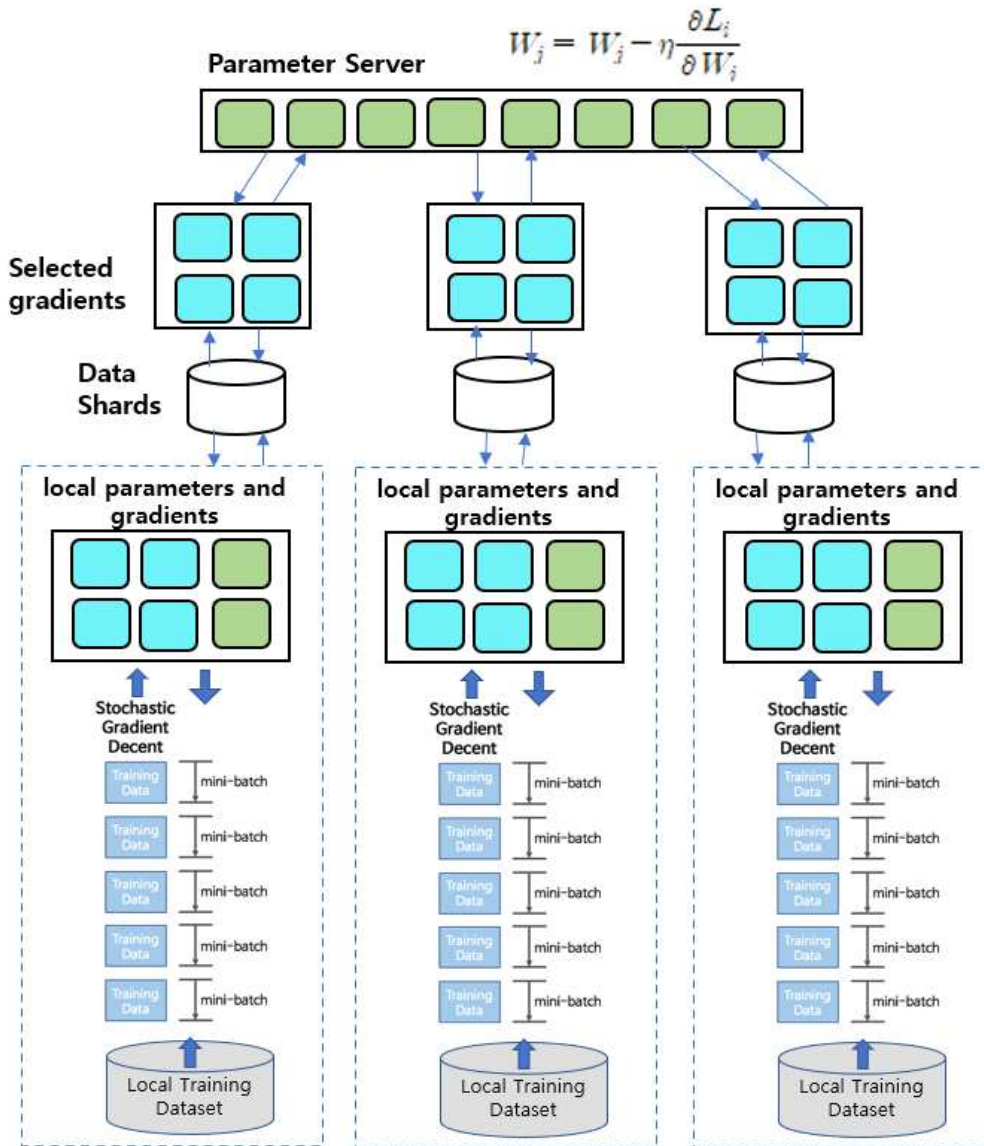 W_j = W_j − η ∂L_i / ∂W_i
Parameter Server
Selected
gradients
Data
Shards
local parameters and
gradients
Stochastic
Gradient
Decent
Training
Data
mini-batch
Training
Data
mini-batch
Training
Data
mini-batch
Training
Data
mini-batch
Training
Data
mini-batch
Local Training
Dataset
local parameters and
gradients
Stochastic
Gradient
Decent
Training
Data
mini-batch
Training
Data
mini-batch
Training
Data
mini-batch
Training
Data
mini-batch
Training
Data
mini-batch
Local Training
Dataset
local parameters and
gradients
Stochastic
Gradient
Decent
Training
Data
mini-batch
Training
Data
mini-batch
Training
Data
mini-batch
Training
Data
mini-batch
Training
Data
mini-batch
Local Training
Dataset